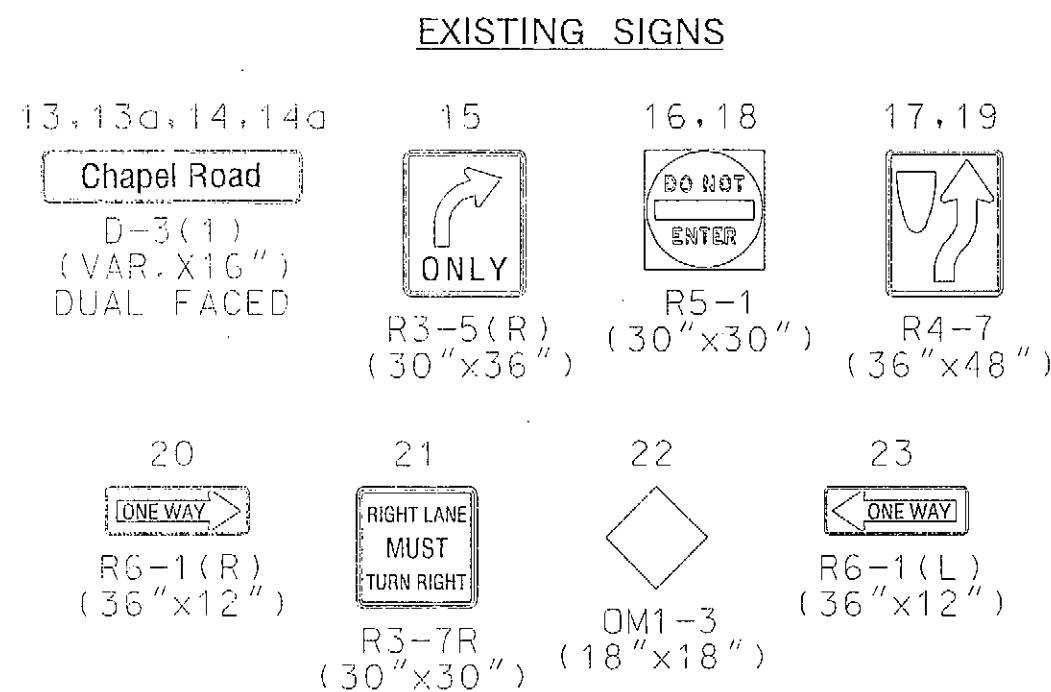 EXISTING SIGNS
13,13a,14,14a
Chapel Road
D-3(1)
(VAR.X16")
DUAL FACED
15
ONLY
R3-5(R)
(30"x36")
16,18
DO NOT
ENTER
R5-1
(30"x30")
17,19
R4-7
(36"x48")
20
ONE WAY
R6-1(R)
(36"x12")
21
RIGHT LANE
MUST
TURN RIGHT
R3-7R
(30"x30")
22
OM1-3
(18"x18")
23
ONE WAY
R6-1(L)
(36"x12")